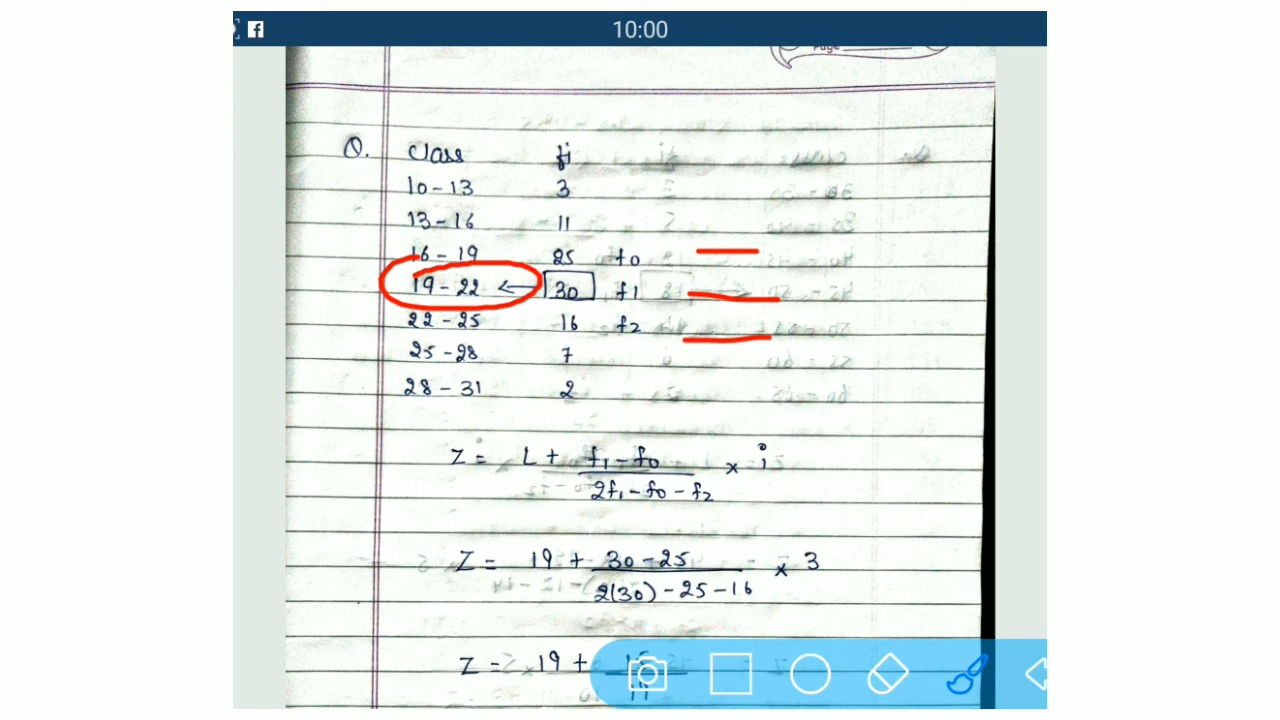 10:00
Page
Q. Class fi
10-13 3
13-16 11
16-19 25 f0
19-22 ← 30 f1
22-25 16 f2
25-28 7
28-31 2
Z = L + f₁-f₀ / 2f₁-f₀-f₂ × i
Z = 19 + 30-25 / 2(30)-25-16 × 3
Z = 19 +